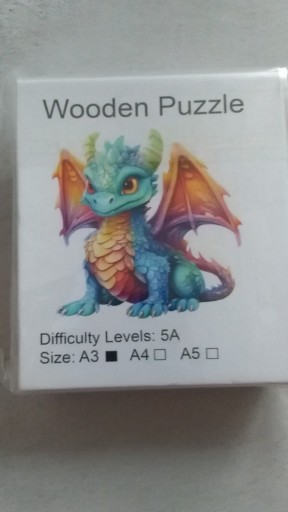 Wooden Puzzle
Difficulty Levels: 5A
Size: A3 ■ A4 □ A5 □